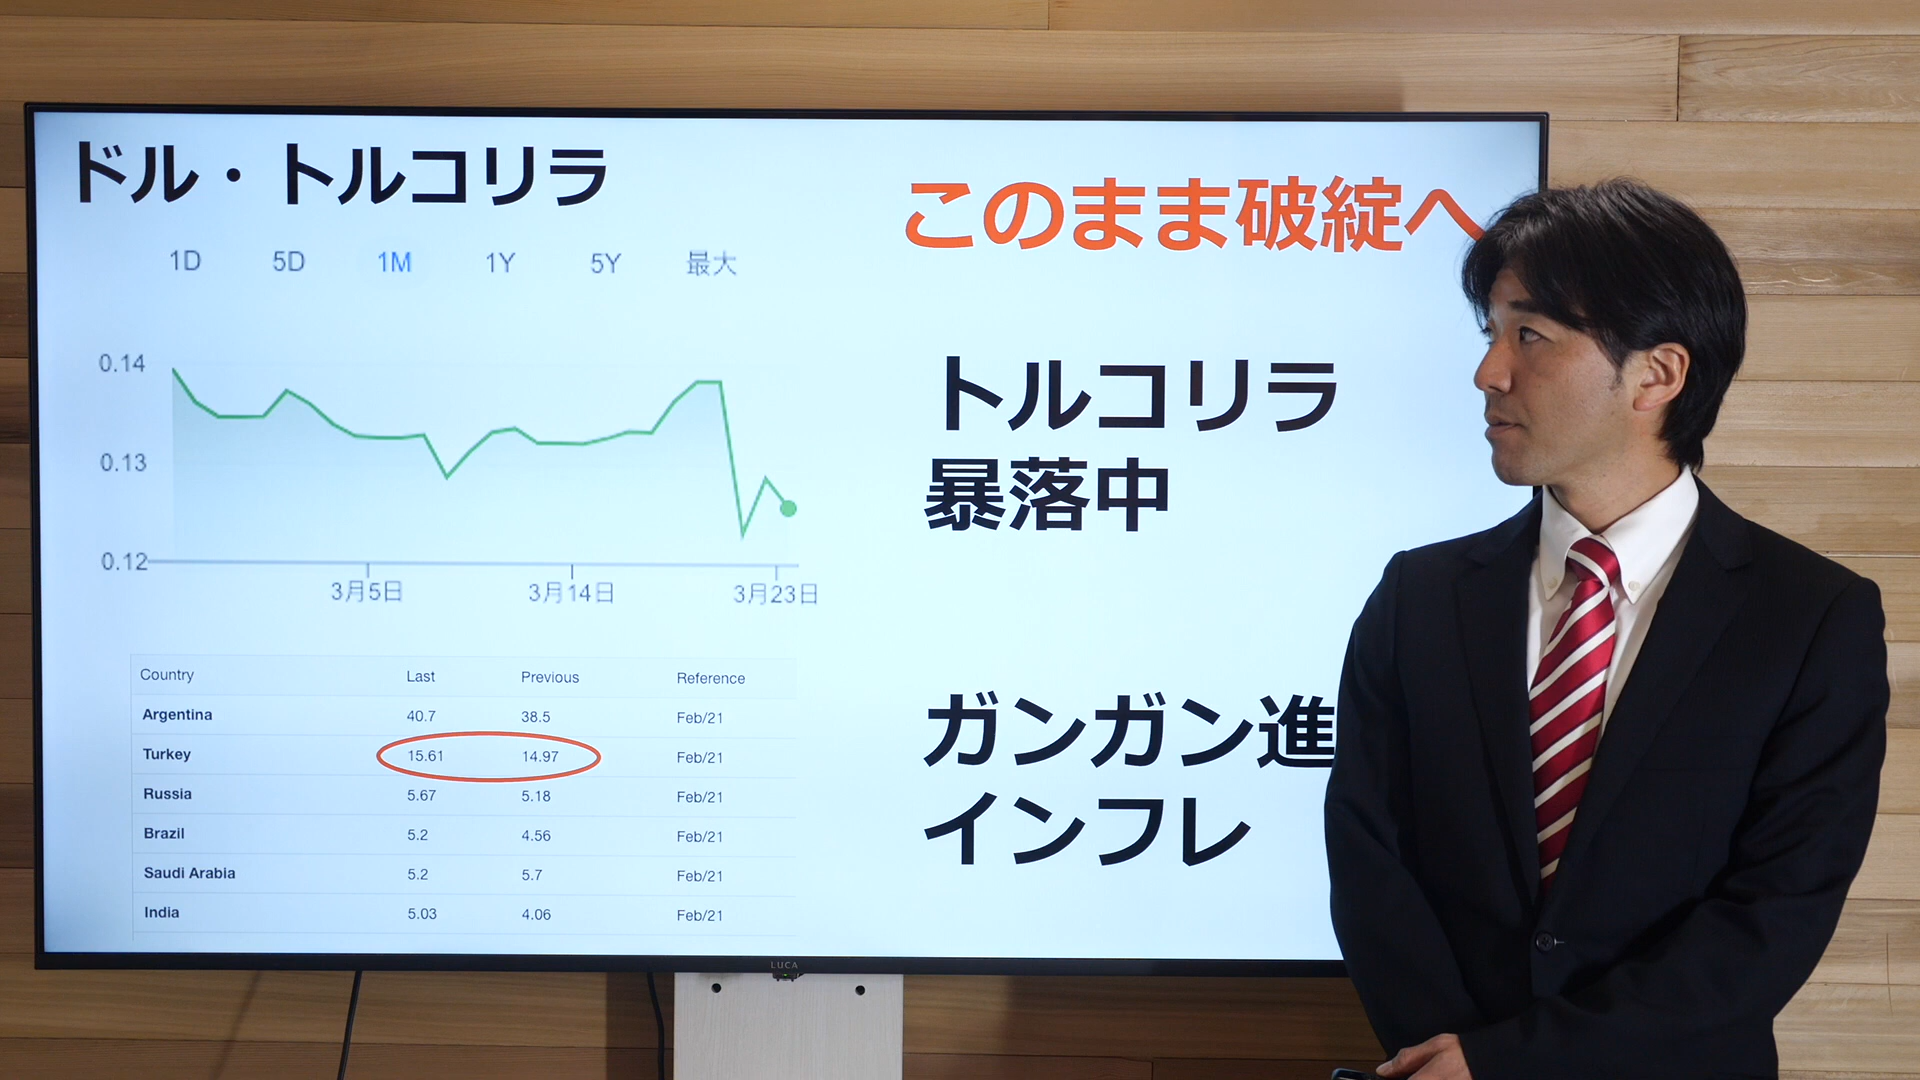 ドル・トルコリラ
1D 5D 1M 1Y 5Y 最大
0.14
0.13
0.12
3月5日 3月14日 3月23日
Country Last Previous Reference
Argentina 40.7 38.5 Feb/21
Turkey 15.61 14.97 Feb/21
Russia 5.67 5.18 Feb/21
Brazil 5.2 4.56 Feb/21
Saudi Arabia 5.2 5.7 Feb/21
India 5.03 4.06 Feb/21
このまま破綻へ
トルコリラ
暴落中
ガンガン進
インフレ
LUCA